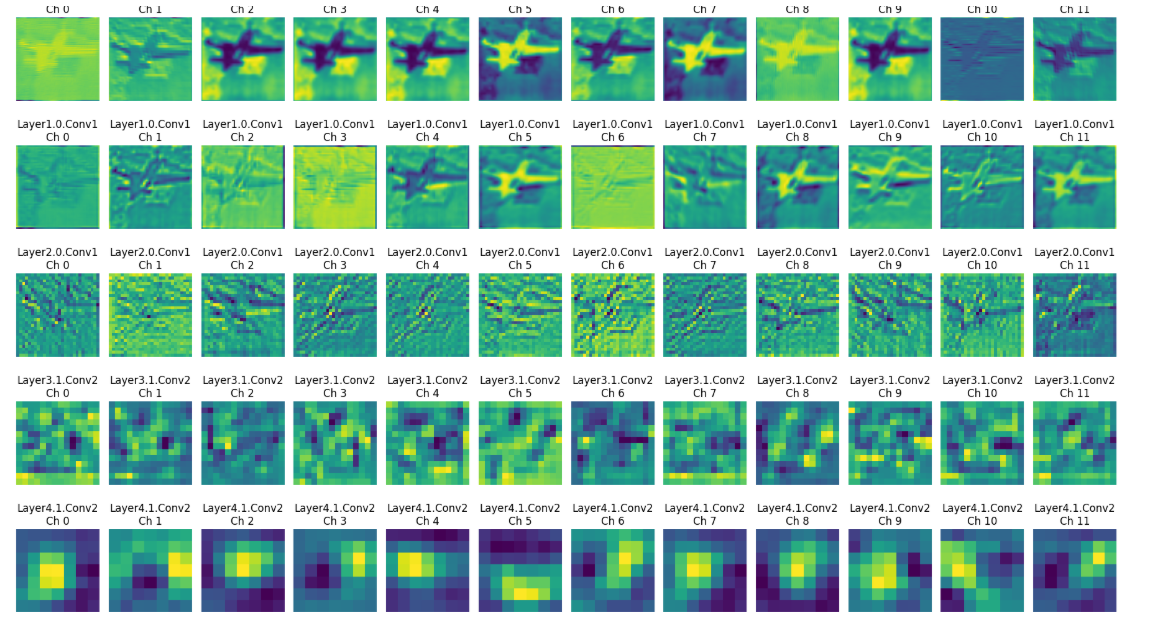 Ch 0 Ch 1 Ch 2 Ch 3 Ch 4 Ch 5 Ch 6 Ch 7 Ch 8 Ch 9 Ch 10 Ch 11
Layer1.0.Conv1 Layer1.0.Conv1 Layer1.0.Conv1 Layer1.0.Conv1 Layer1.0.Conv1 Layer1.0.Conv1 Layer1.0.Conv1 Layer1.0.Conv1 Layer1.0.Conv1 Layer1.0.Conv1 Layer1.0.Conv1 Layer1.0.Conv1
Ch 0 Ch 1 Ch 2 Ch 3 Ch 4 Ch 5 Ch 6 Ch 7 Ch 8 Ch 9 Ch 10 Ch 11
Layer2.0.Conv1 Layer2.0.Conv1 Layer2.0.Conv1 Layer2.0.Conv1 Layer2.0.Conv1 Layer2.0.Conv1 Layer2.0.Conv1 Layer2.0.Conv1 Layer2.0.Conv1 Layer2.0.Conv1 Layer2.0.Conv1 Layer2.0.Conv1
Ch 0 Ch 1 Ch 2 Ch 3 Ch 4 Ch 5 Ch 6 Ch 7 Ch 8 Ch 9 Ch 10 Ch 11
Layer3.1.Conv2 Layer3.1.Conv2 Layer3.1.Conv2 Layer3.1.Conv2 Layer3.1.Conv2 Layer3.1.Conv2 Layer3.1.Conv2 Layer3.1.Conv2 Layer3.1.Conv2 Layer3.1.Conv2 Layer3.1.Conv2 Layer3.1.Conv2
Ch 0 Ch 1 Ch 2 Ch 3 Ch 4 Ch 5 Ch 6 Ch 7 Ch 8 Ch 9 Ch 10 Ch 11
Layer4.1.Conv2 Layer4.1.Conv2 Layer4.1.Conv2 Layer4.1.Conv2 Layer4.1.Conv2 Layer4.1.Conv2 Layer4.1.Conv2 Layer4.1.Conv2 Layer4.1.Conv2 Layer4.1.Conv2 Layer4.1.Conv2 Layer4.1.Conv2
Ch 0 Ch 1 Ch 2 Ch 3 Ch 4 Ch 5 Ch 6 Ch 7 Ch 8 Ch 9 Ch 10 Ch 11